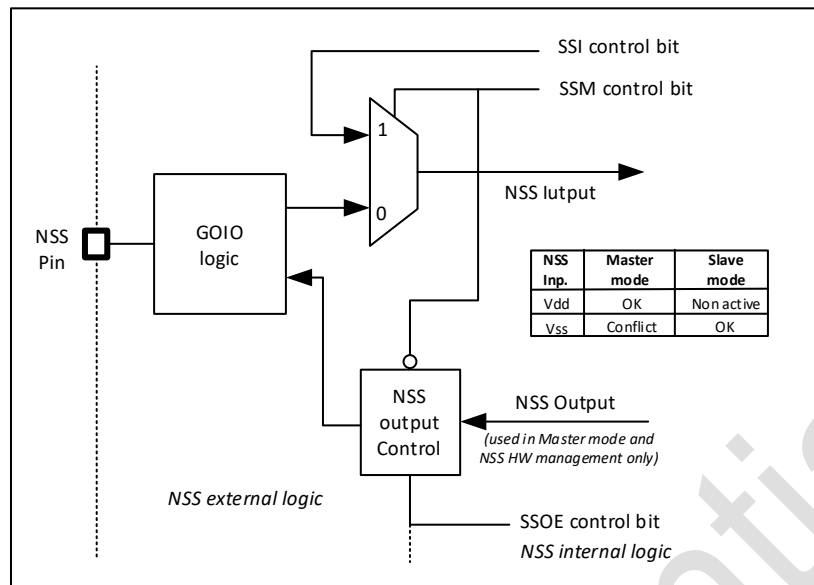 SSI control bit
SSM control bit
1
0
NSS Iutput
NSS
Pin
GOIO
logic
NSS Master Slave
Inp. mode mode
Vdd OK Non active
Vss Conflict OK
NSS
output
Control
NSS Output
(used in Master mode and
NSS HW management only)
NSS external logic
SSOE control bit
NSS internal logic